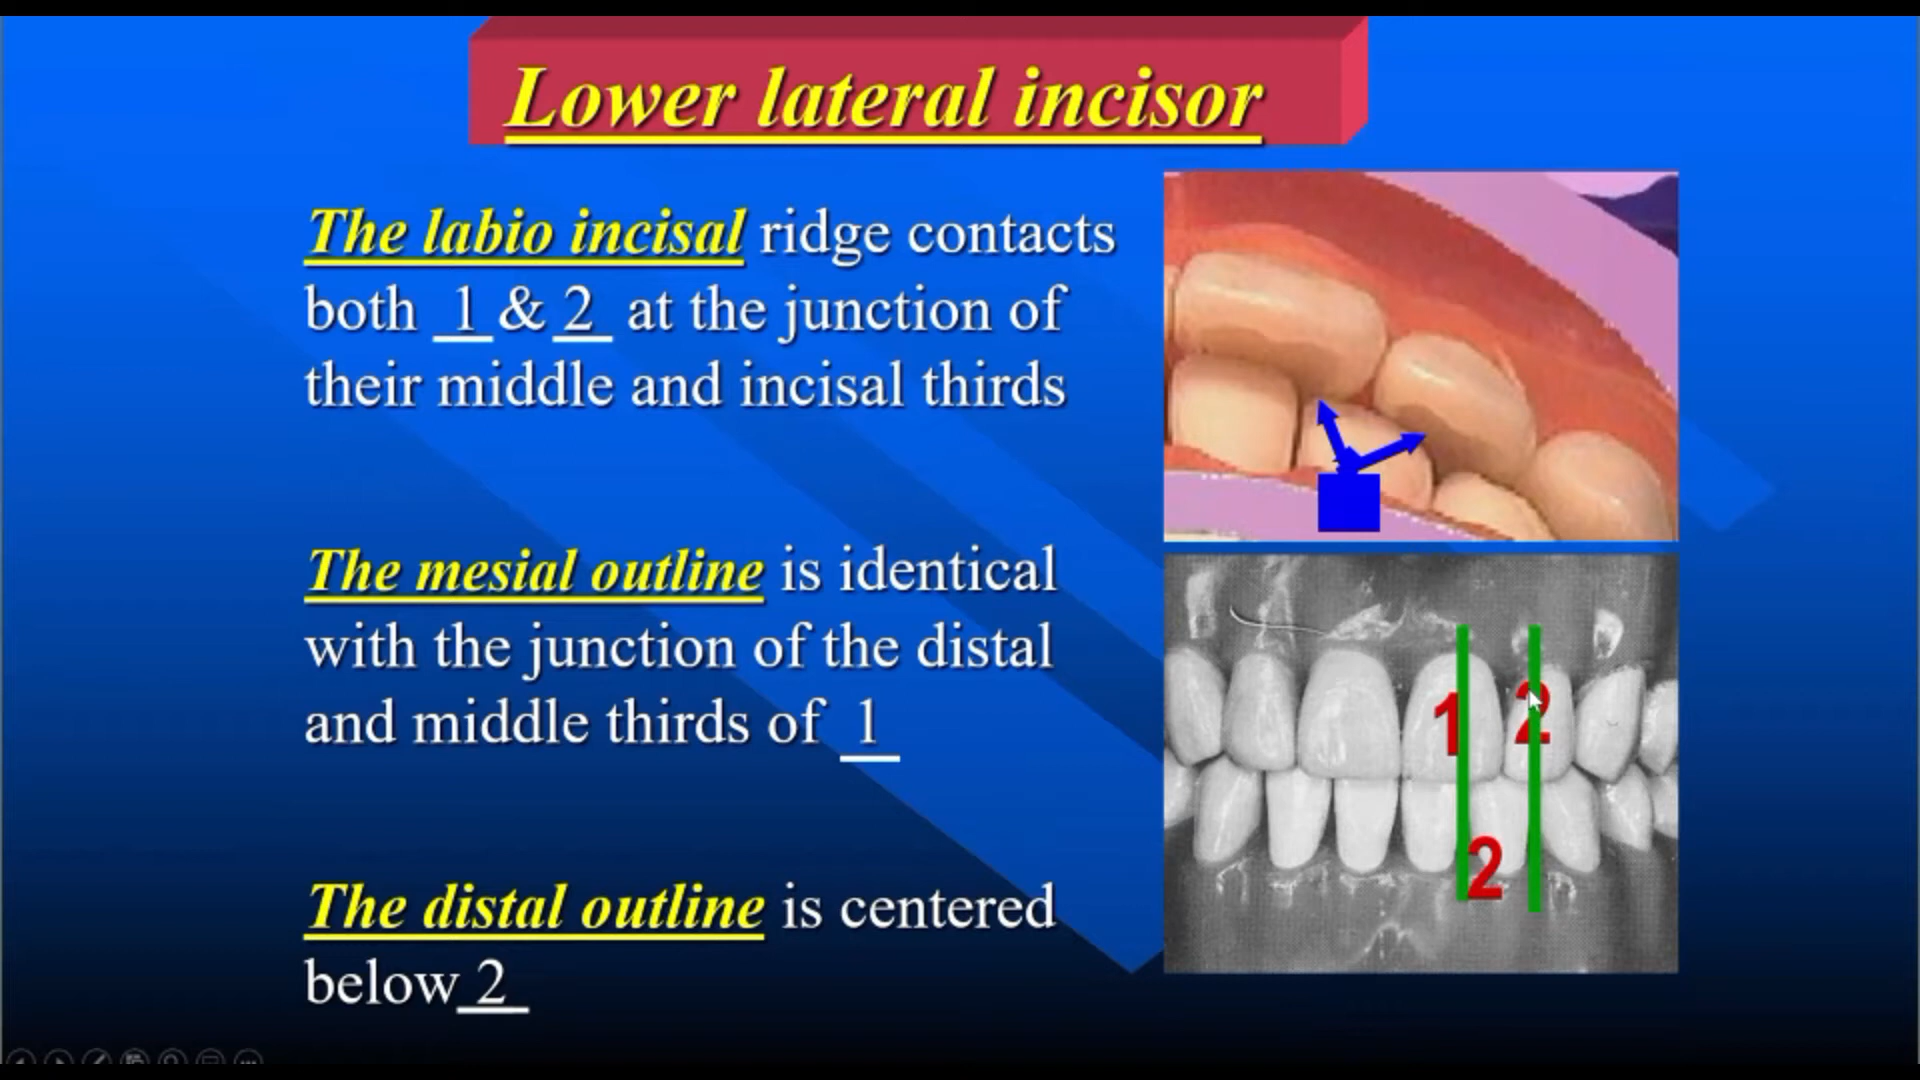 Lower lateral incisor
The labio incisal ridge contacts
both 1 & 2 at the junction of
their middle and incisal thirds
The mesial outline is identical
with the junction of the distal
and middle thirds of 1
The distal outline is centered
below 2
1 2
2